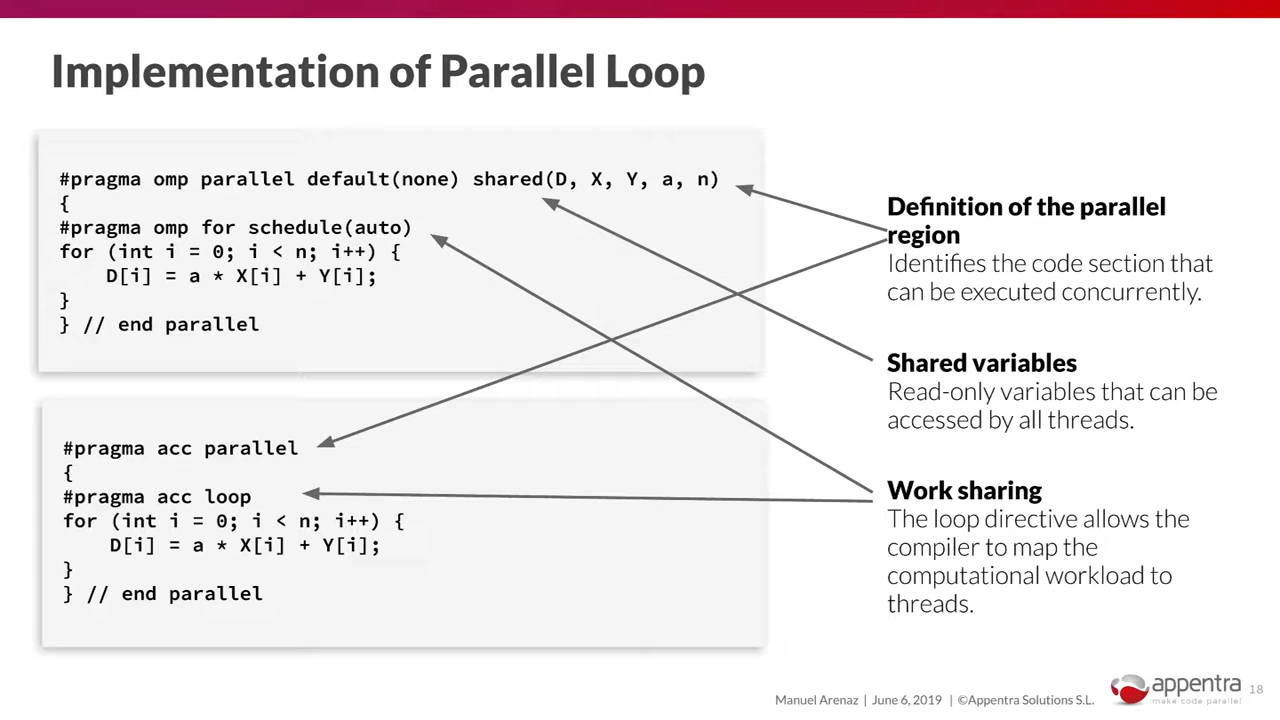 Implementation of Parallel Loop
#pragma omp parallel default(none) shared(D, X, Y, a, n)
{
#pragma omp for schedule(auto)
for (int i = 0; i < n; i++) {
    D[i] = a * X[i] + Y[i];
}
} // end parallel
#pragma acc parallel
{
#pragma acc loop
for (int i = 0; i < n; i++) {
    D[i] = a * X[i] + Y[i];
}
} // end parallel
Definition of the parallel
region
Identifies the code section that
can be executed concurrently.
Shared variables
Read-only variables that can be
accessed by all threads.
Work sharing
The loop directive allows the
compiler to map the
computational workload to
threads.
Manuel Arenaz | June 6, 2019 | ©Appentra Solutions S.L.
appentra
make code parallel
18